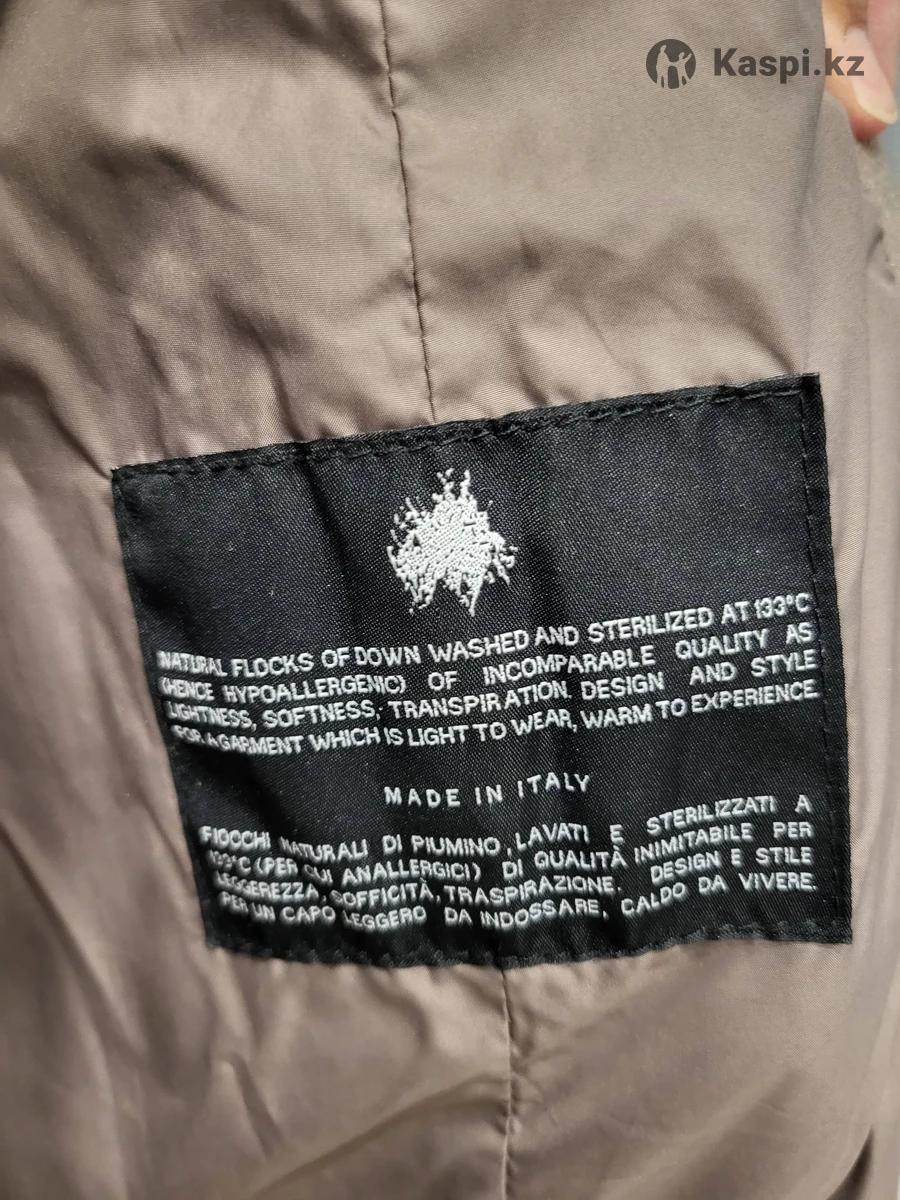 Kaspi.kz
NATURAL FLOCKS OF DOWN WASHED AND STERILIZED AT 133°C
(HENCE HYPOALLERGENIC) OF INCOMPARABLE QUALITY AS
LIGHTNESS, SOFTNESS, TRANSPIRATION. DESIGN AND STYLE
FOR A GARMENT WHICH IS LIGHT TO WEAR, WARM TO EXPERIENCE.
MADE IN ITALY
FIOCCHI NATURALI DI PIUMINO, LAVATI E STERILIZZATI A
133°C (PER CUI ANALLERGICI) DI QUALITÀ INIMITABILE PER
LEGGEREZZA, SOFFICITÀ, TRASPIRAZIONE. DESIGN E STILE
PER UN CAPO LEGGERO DA INDOSSARE, CALDO DA VIVERE.